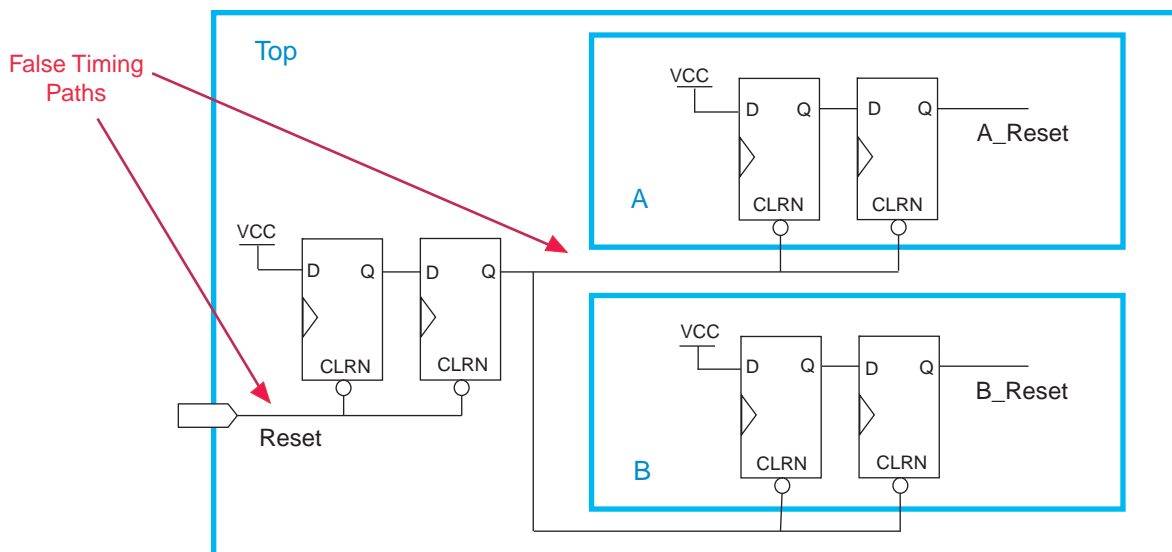 Top
False Timing
Paths
VCC
D
Q
D
Q
CLRN
CLRN
A_Reset
A
VCC
D
Q
D
Q
CLRN
CLRN
Reset
VCC
D
Q
D
Q
CLRN
CLRN
B_Reset
B